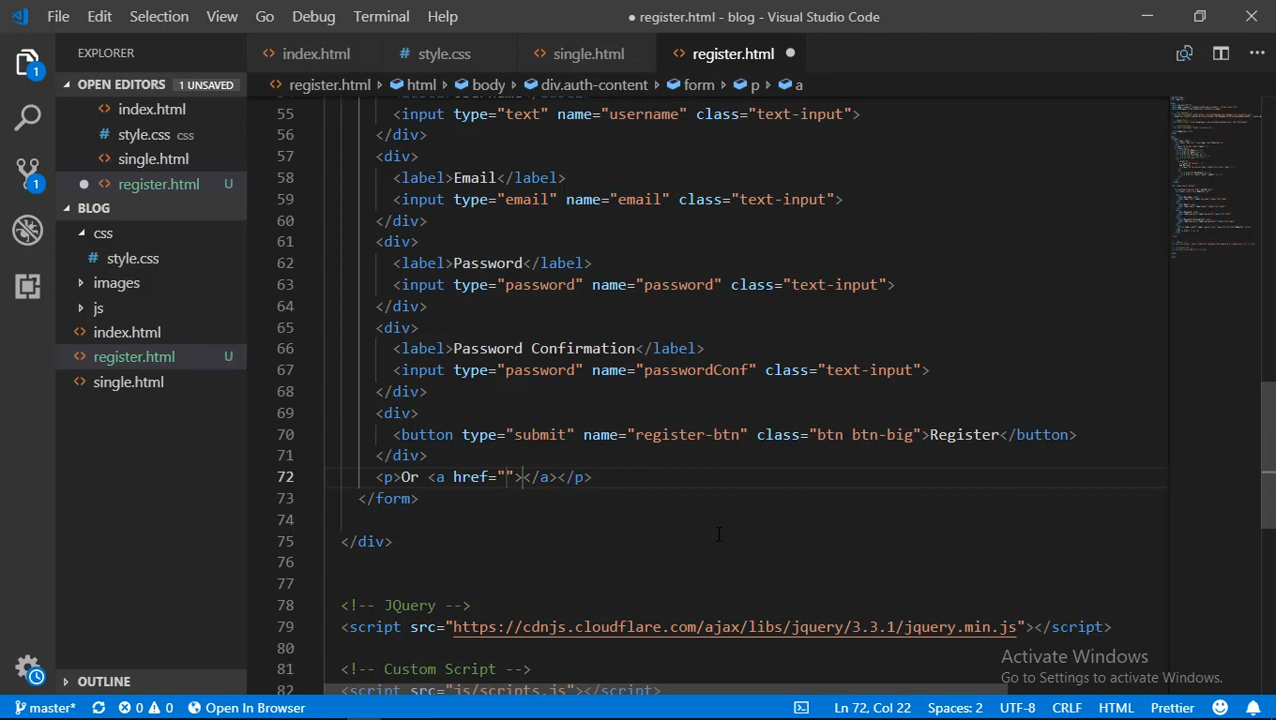 File Edit Selection View Go Debug Terminal Help
● register.html - blog - Visual Studio Code
EXPLORER
index.html
style.css
single.html
register.html
OPEN EDITORS 1 UNSAVED
register.html html body div.auth-content form p a
index.html
style.css css
single.html
register.html U
BLOG
css
style.css
images
js
index.html
register.html U
single.html
OUTLINE
55 <input type="text" name="username" class="text-input">
56 </div>
57 <div>
58 <label>Email</label>
59 <input type="email" name="email" class="text-input">
60 </div>
61 <div>
62 <label>Password</label>
63 <input type="password" name="password" class="text-input">
64 </div>
65 <div>
66 <label>Password Confirmation</label>
67 <input type="password" name="passwordConf" class="text-input">
68 </div>
69 <div>
70 <button type="submit" name="register-btn" class="btn btn-big">Register</button>
71 </div>
72 <p>Or <a href=""></a></p>
73 </form>
74
75 </div>
76
77
78 <!-- JQuery -->
79 <script src="https://cdnjs.cloudflare.com/ajax/libs/jquery/3.3.1/jquery.min.js"></script>
80
81 <!-- Custom Script -->
82 <script src="js/scripts.js"></script>
Activate Windows
Go to Settings to activate Windows.
master* 0 0 Open In Browser Ln 72, Col 22 Spaces: 2 UTF-8 CRLF HTML Prettier